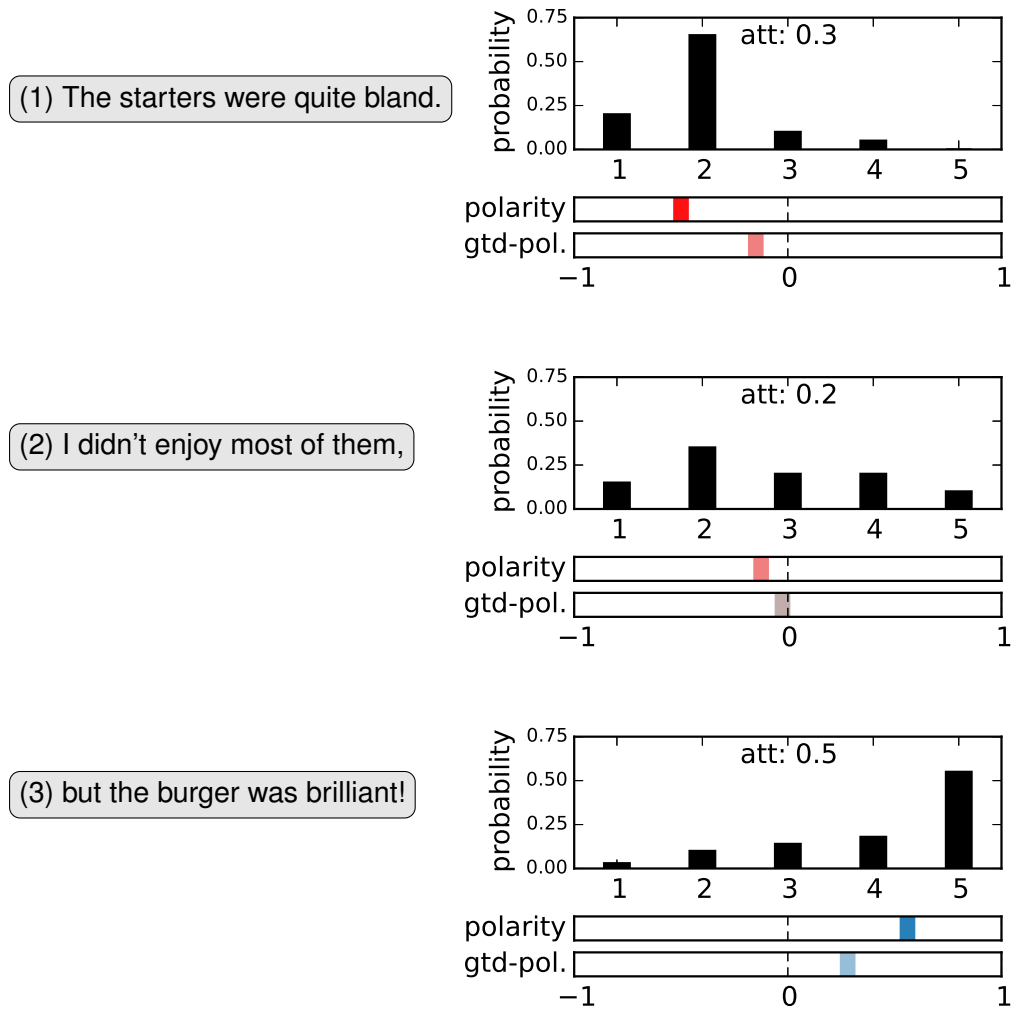 (1) The starters were quite bland.
probability
0.75
0.50
0.25
0.00
att: 0.3
1 2 3 4 5
polarity
gtd-pol.
−1 0 1
(2) I didn't enjoy most of them,
probability
0.75
0.50
0.25
0.00
att: 0.2
1 2 3 4 5
polarity
gtd-pol.
−1 0 1
(3) but the burger was brilliant!
probability
0.75
0.50
0.25
0.00
att: 0.5
1 2 3 4 5
polarity
gtd-pol.
−1 0 1